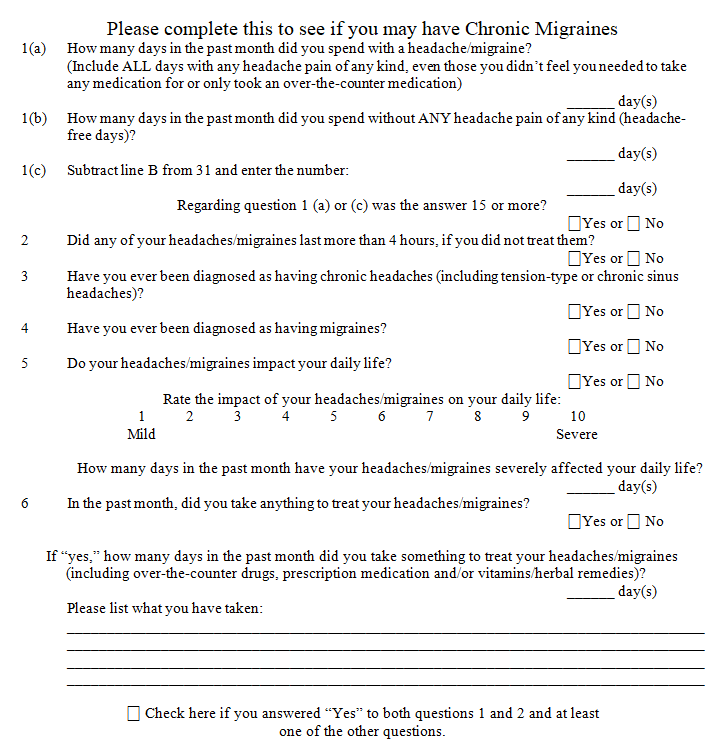 Please complete this to see if you may have Chronic Migraines
1(a) How many days in the past month did you spend with a headache/migraine?
(Include ALL days with any headache pain of any kind, even those you didn't feel you needed to take
any medication for or only took an over-the-counter medication)
______ day(s)
1(b) How many days in the past month did you spend without ANY headache pain of any kind (headache-
free days)?
______ day(s)
1(c) Subtract line B from 31 and enter the number:
______ day(s)
Regarding question 1 (a) or (c) was the answer 15 or more?
☐Yes or ☐ No
2 Did any of your headaches/migraines last more than 4 hours, if you did not treat them?
☐Yes or ☐ No
3 Have you ever been diagnosed as having chronic headaches (including tension-type or chronic sinus
headaches)?
☐Yes or ☐ No
4 Have you ever been diagnosed as having migraines?
☐Yes or ☐ No
5 Do your headaches/migraines impact your daily life?
☐Yes or ☐ No
Rate the impact of your headaches/migraines on your daily life:
1 2 3 4 5 6 7 8 9 10
Mild Severe
How many days in the past month have your headaches/migraines severely affected your daily life?
______ day(s)
6 In the past month, did you take anything to treat your headaches/migraines?
☐Yes or ☐ No
If “yes,” how many days in the past month did you take something to treat your headaches/migraines
(including over-the-counter drugs, prescription medication and/or vitamins/herbal remedies)?
______ day(s)
Please list what you have taken:
☐ Check here if you answered “Yes” to both questions 1 and 2 and at least
one of the other questions.